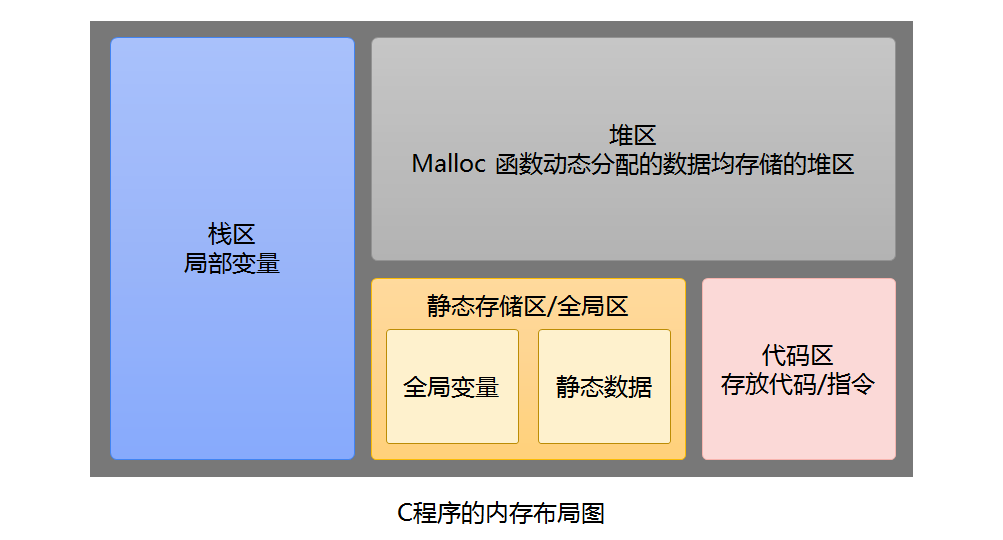 栈区
局部变量
堆区
Malloc 函数动态分配的数据均存储的堆区
静态存储区/全局区
全局变量
静态数据
代码区
存放代码/指令
C程序的内存布局图